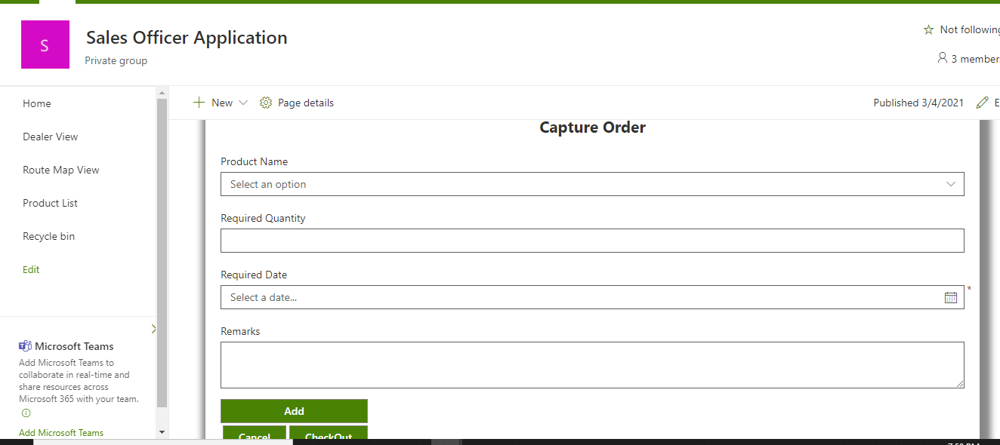 S
Sales Officer Application
Private group
Not following
3 member
Home
Dealer View
Route Map View
Product List
Recycle bin
Edit
Microsoft Teams
Add Microsoft Teams to
collaborate in real-time and
share resources across
Microsoft 365 with your team.
Add Microsoft Teams
New
Page details
Published 3/4/2021
E
Capture Order
Product Name
Select an option
Required Quantity
Required Date
Select a date...
*
Remarks
Add
Cancel CheckOut